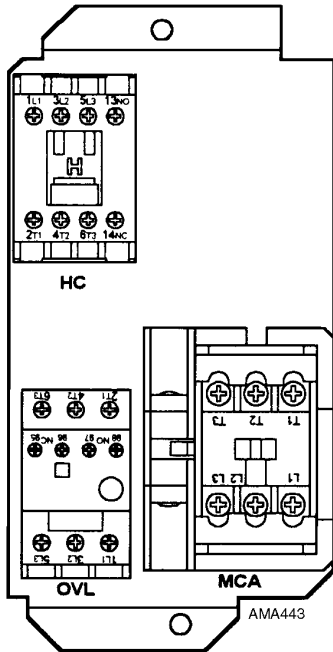 1L1 3L2 5L3 13NO
H
2T1 4T2 6T3 14NC
HC
6T3 4T2 2T1
NC 95 96 NO 97 98
5L3 3L2 1L1
OVL
T3 T2 T1
L3 L2 L1
MCA
AMA443